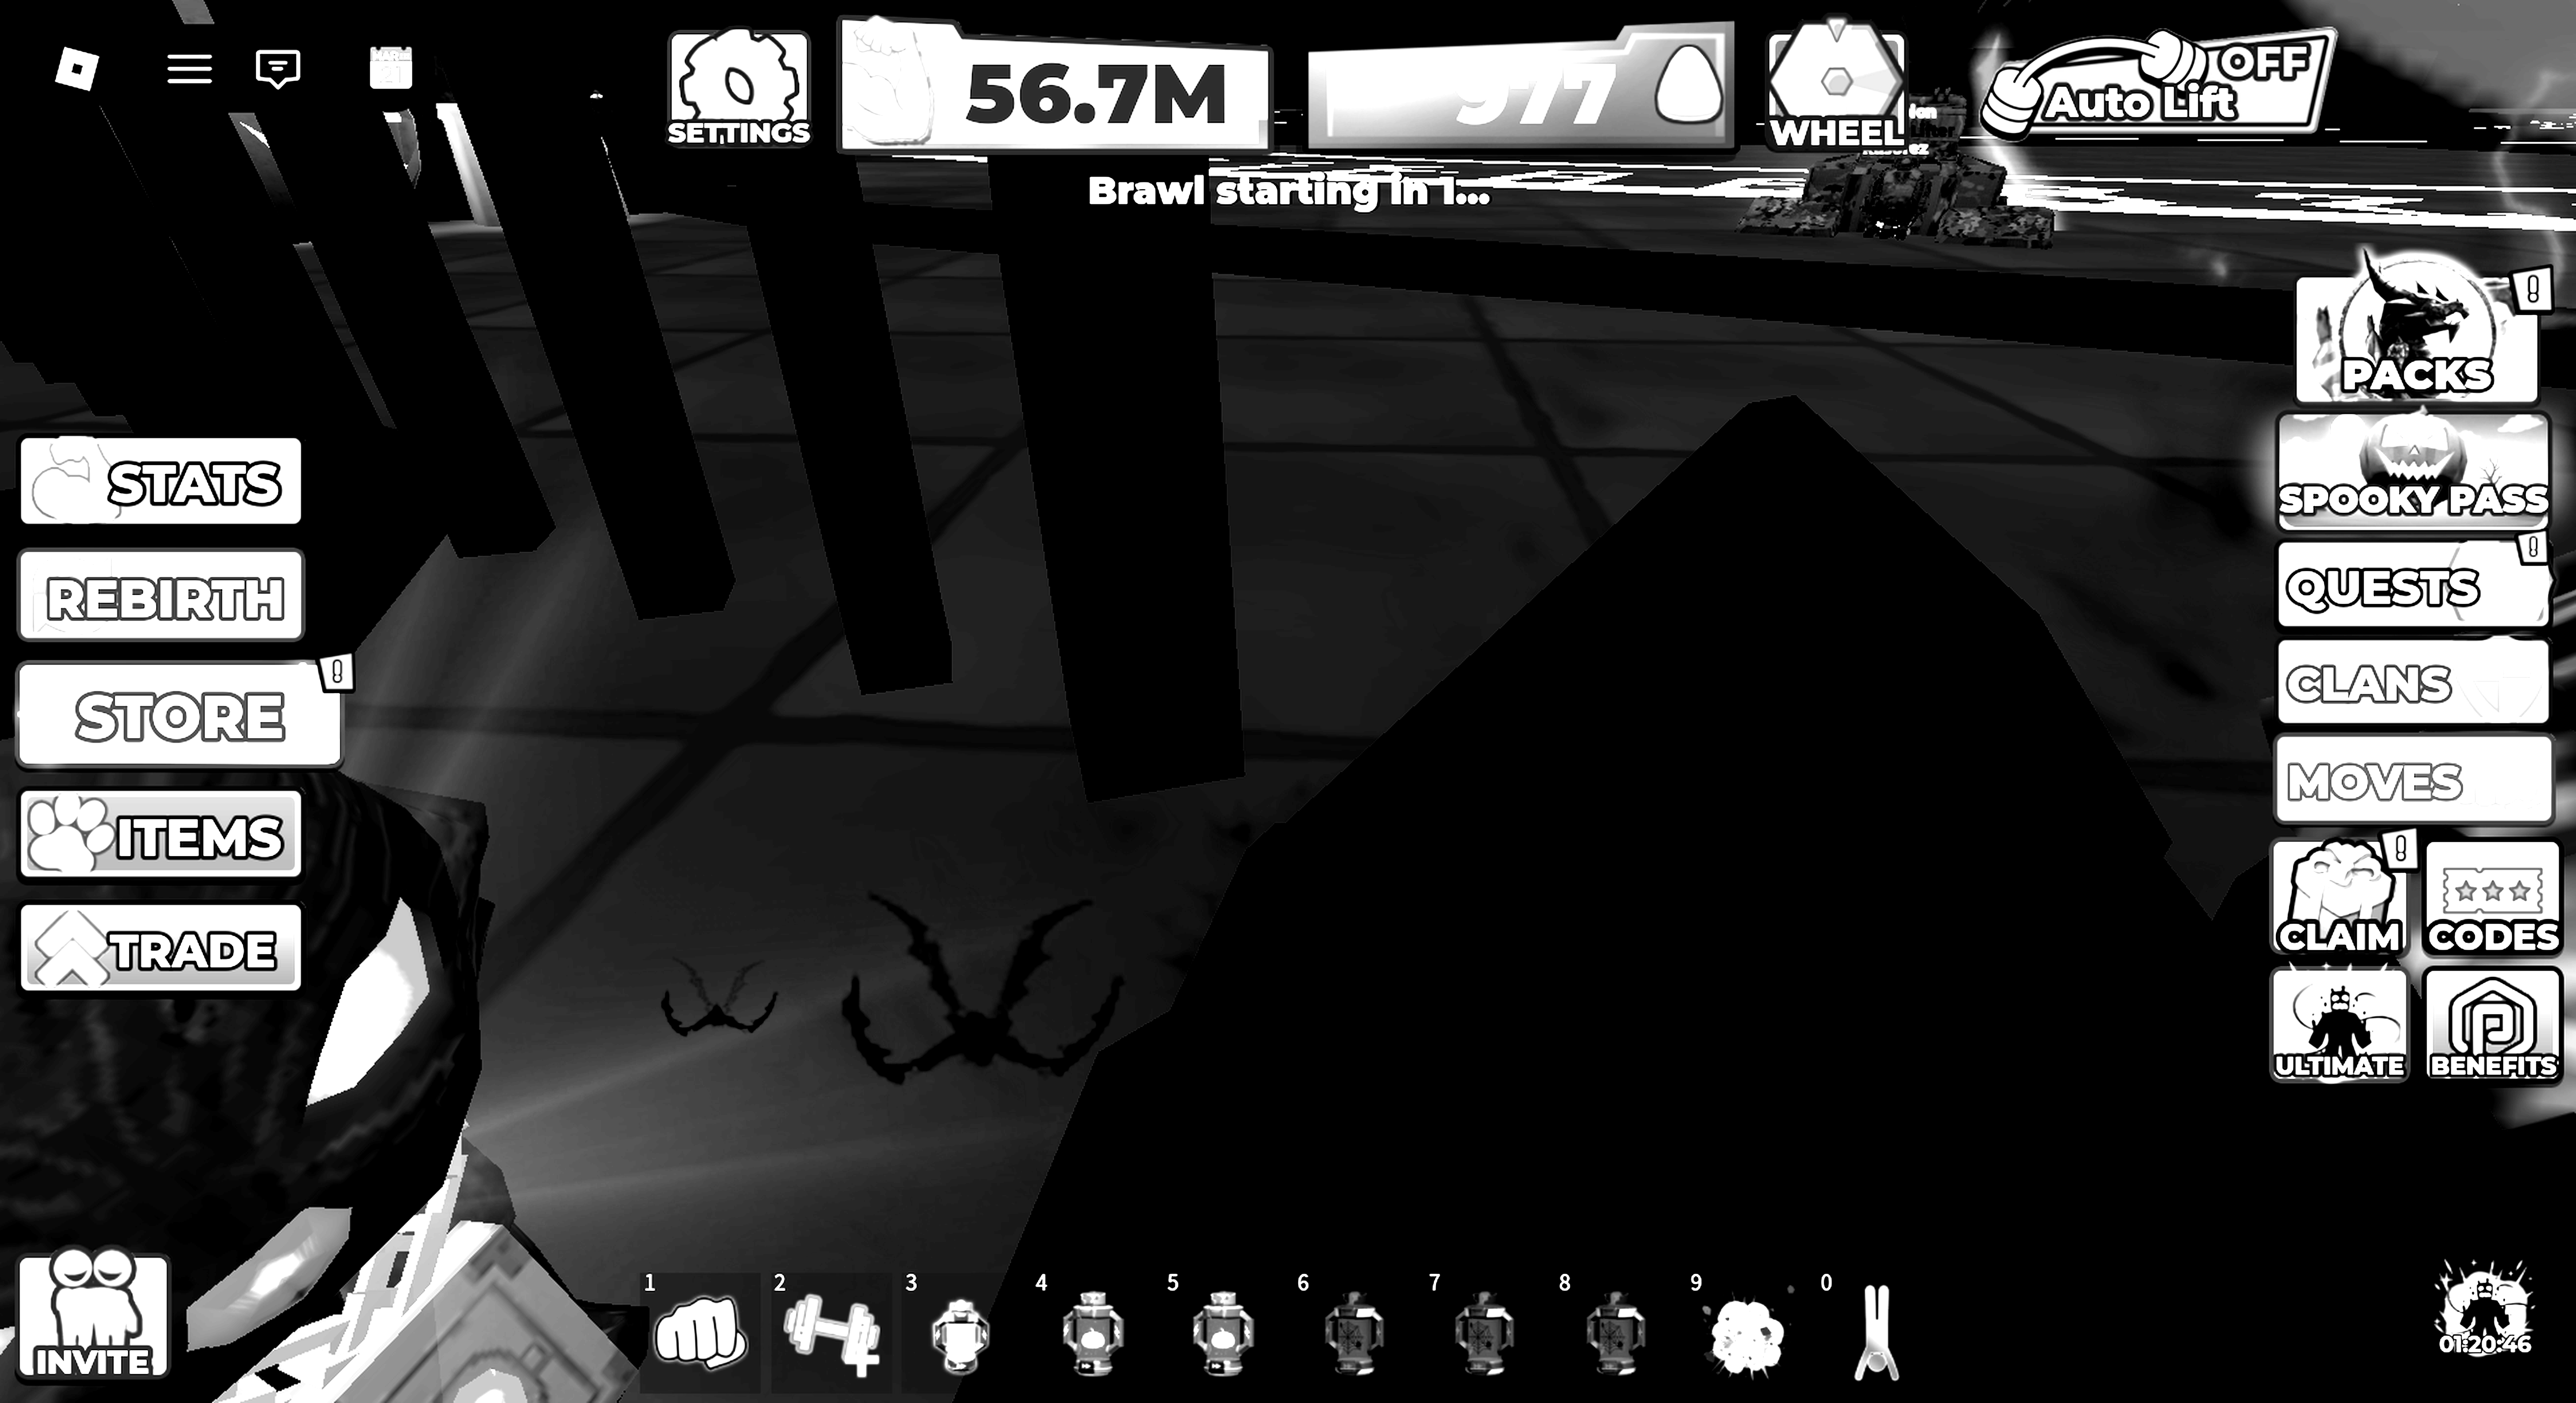 SETTINGS
56.7M
977
WHEEL
OFF
Auto Lift
Brawl starting in 1...
PACKS
SPOOKY PASS
QUESTS
CLANS
MOVES
CLAIM
CODES
ULTIMATE
BENEFITS
STATS
REBIRTH
STORE
ITEMS
TRADE
INVITE
1
2
3
4
5
6
7
8
9
0
01:20:46